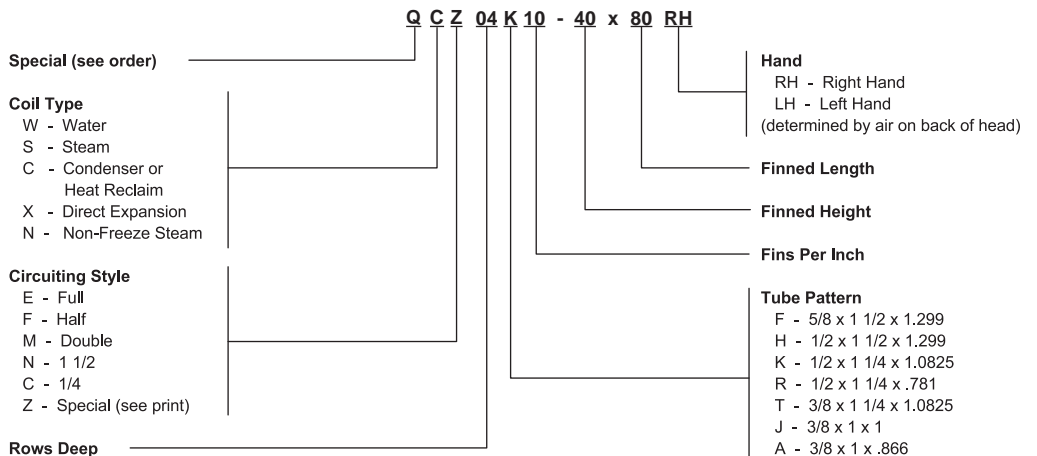 Q C Z 04 K 10 - 40 x 80 RH
Special (see order)
Coil Type
W - Water
S - Steam
C - Condenser or
Heat Reclaim
X - Direct Expansion
N - Non-Freeze Steam
Circuiting Style
E - Full
F - Half
M - Double
N - 1 1/2
C - 1/4
Z - Special (see print)
Rows Deep
Hand
RH - Right Hand
LH - Left Hand
(determined by air on back of head)
Finned Length
Finned Height
Fins Per Inch
Tube Pattern
F - 5/8 x 1 1/2 x 1.299
H - 1/2 x 1 1/2 x 1.299
K - 1/2 x 1 1/4 x 1.0825
R - 1/2 x 1 1/4 x .781
T - 3/8 x 1 1/4 x 1.0825
J - 3/8 x 1 x 1
A - 3/8 x 1 x .866